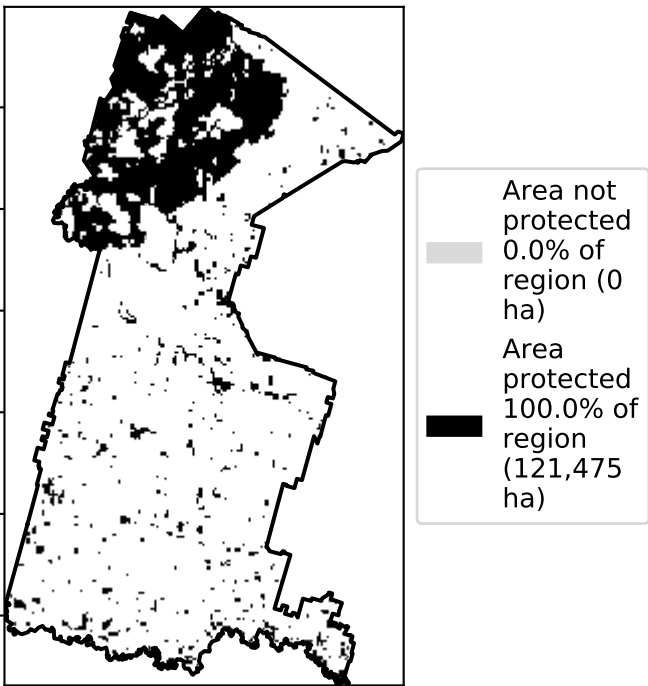 Area not
protected
0.0% of
region (0
ha)
Area
protected
100.0% of
region
(121,475
ha)